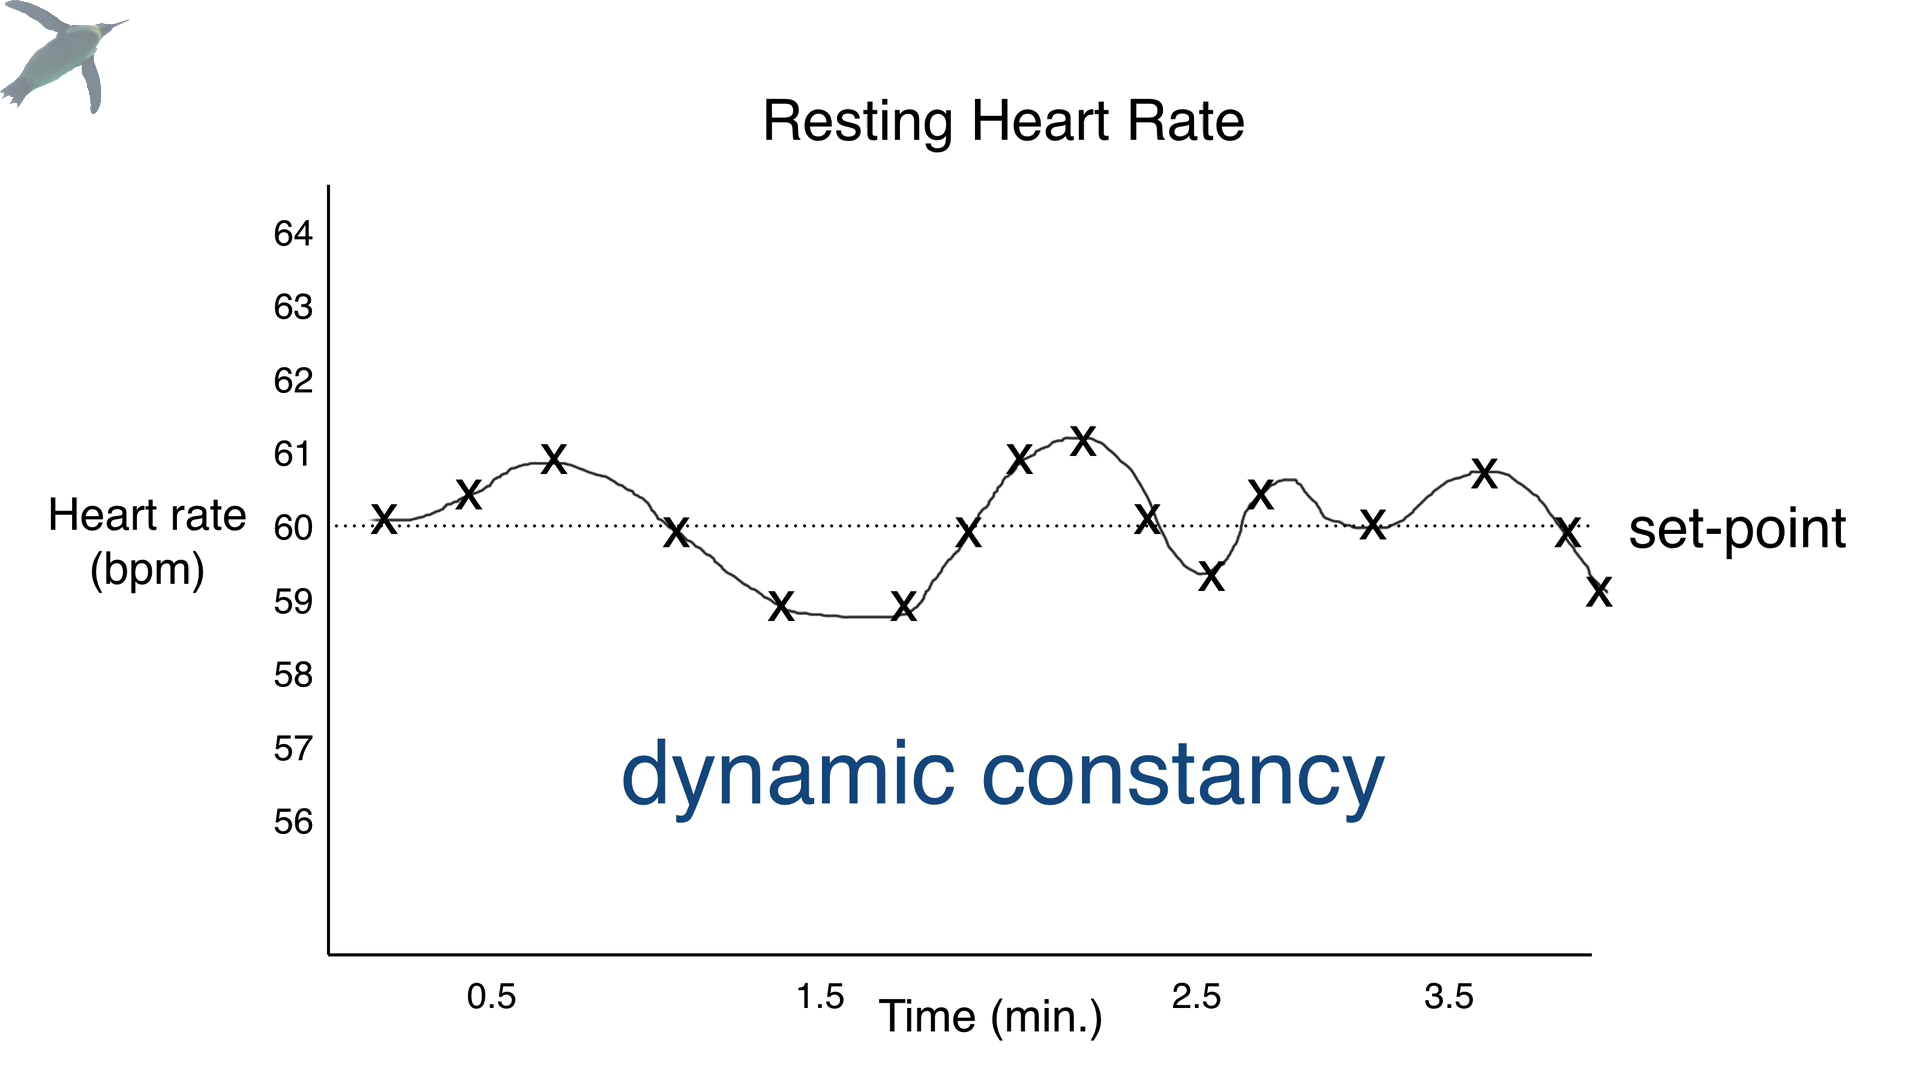 Resting Heart Rate
64
63
62
61
Heart rate
(bpm)
60
set-point
59
58
57
56
dynamic constancy
0.5
1.5
2.5
3.5
Time (min.)